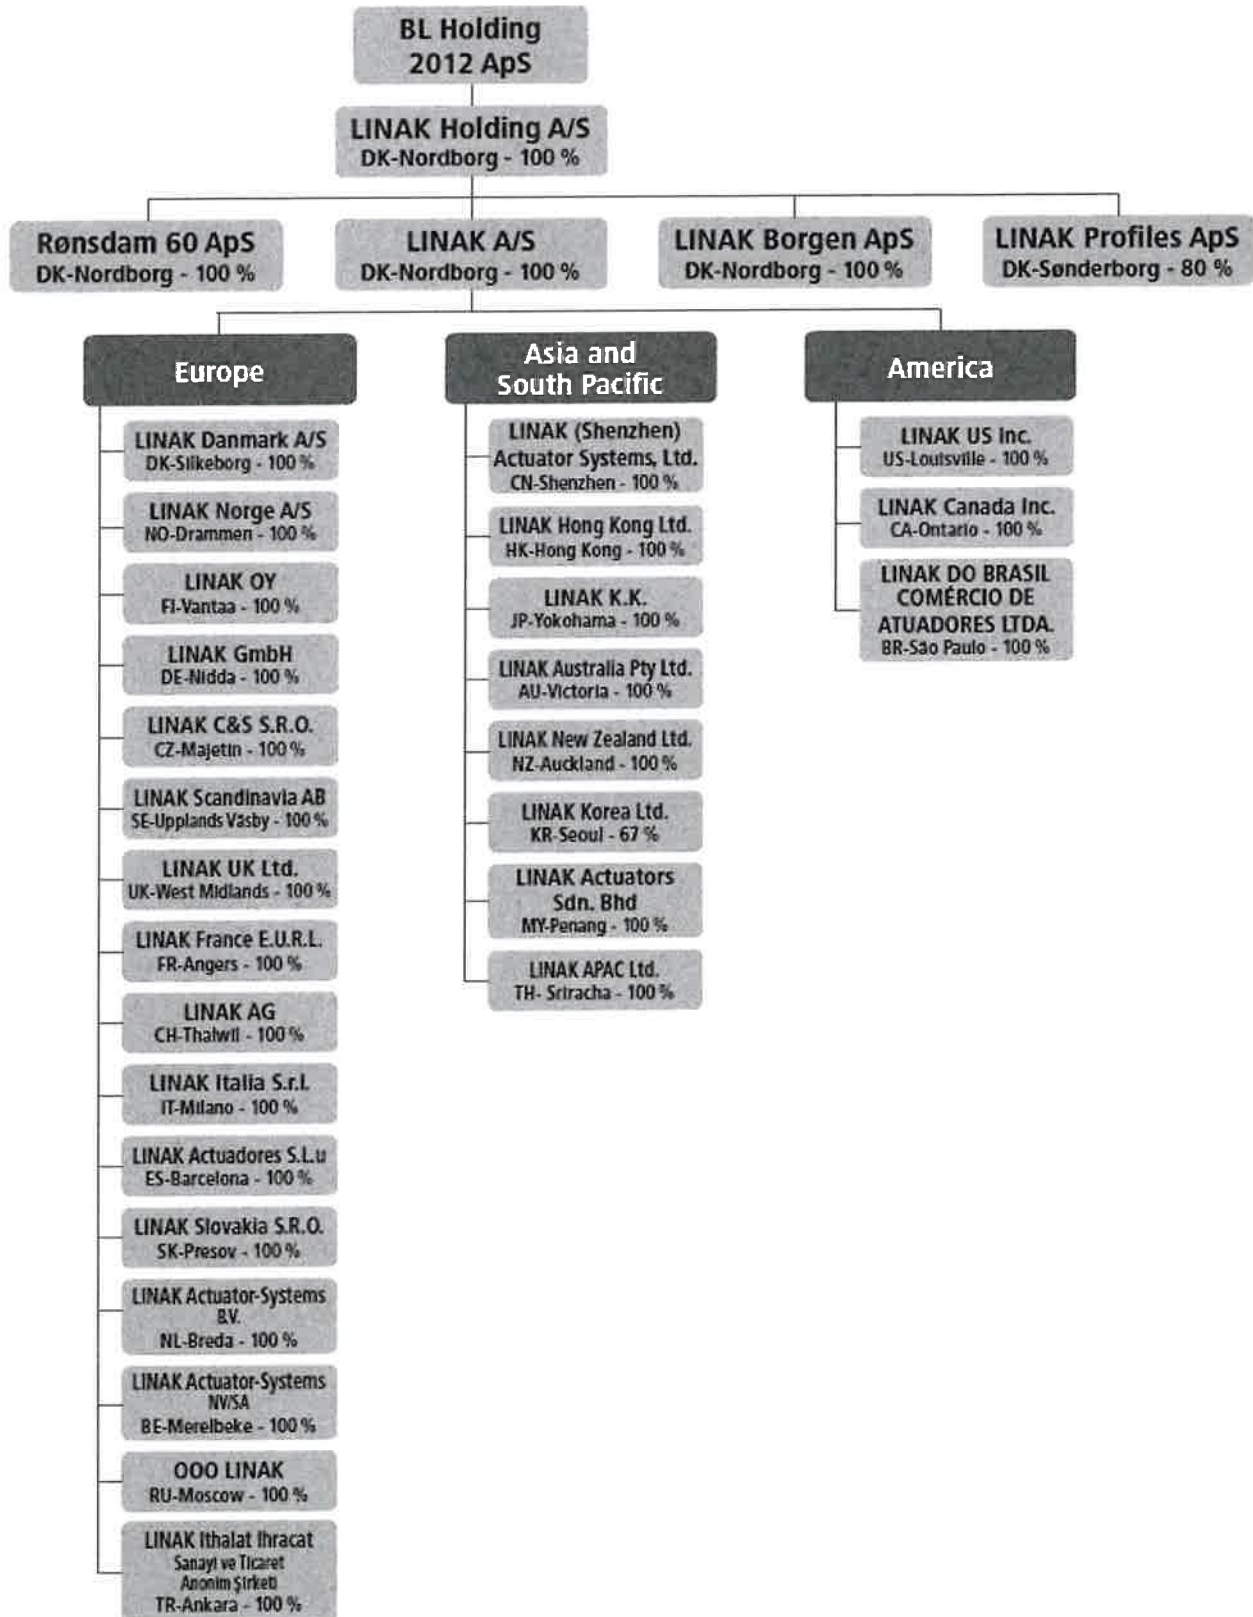 BL Holding
2012 ApS
LINAK Holding A/S
DK-Nordborg - 100 %
Rønsdam 60 ApS
DK-Nordborg - 100 %
LINAK A/S
DK-Nordborg - 100 %
LINAK Borgen ApS
DK-Nordborg - 100 %
LINAK Profiles ApS
DK-Sønderborg - 80 %
Europe
LINAK Danmark A/S
DK-Silkeborg - 100 %
LINAK Norge A/S
NO-Drammen - 100 %
LINAK OY
FI-Vantaa - 100 %
LINAK GmbH
DE-Nidda - 100 %
LINAK C&S S.R.O.
CZ-Majetin - 100 %
LINAK Scandinavia AB
SE-Upplands Väsby - 100 %
LINAK UK Ltd.
UK-West Midlands - 100 %
LINAK France E.U.R.L.
FR-Angers - 100 %
LINAK AG
CH-Thalwil - 100 %
LINAK Italia S.r.l.
IT-Milano - 100 %
LINAK Actuadores S.L.u
ES-Barcelona - 100 %
LINAK Slovakia S.R.O.
SK-Presov - 100 %
LINAK Actuator-Systems
B.V.
NL-Breda - 100 %
LINAK Actuator-Systems
NV/SA
BE-Merelbeke - 100 %
OOO LINAK
RU-Moscow - 100 %
LINAK Ithalat Ihracat
Sanayi ve Ticaret
Anonim Şirketi
TR-Ankara - 100 %
Asia and
South Pacific
LINAK (Shenzhen)
Actuator Systems, Ltd.
CN-Shenzhen - 100 %
LINAK Hong Kong Ltd.
HK-Hong Kong - 100 %
LINAK K.K.
JP-Yokohama - 100 %
LINAK Australia Pty Ltd.
AU-Victoria - 100 %
LINAK New Zealand Ltd.
NZ-Auckland - 100 %
LINAK Korea Ltd.
KR-Seoul - 67 %
LINAK Actuators
Sdn. Bhd
MY-Penang - 100 %
LINAK APAC Ltd.
TH- Sriracha - 100 %
America
LINAK US Inc.
US-Louisville - 100 %
LINAK Canada Inc.
CA-Ontario - 100 %
LINAK DO BRASIL
COMÉRCIO DE
ATUADORES LTDA.
BR-São Paulo - 100 %